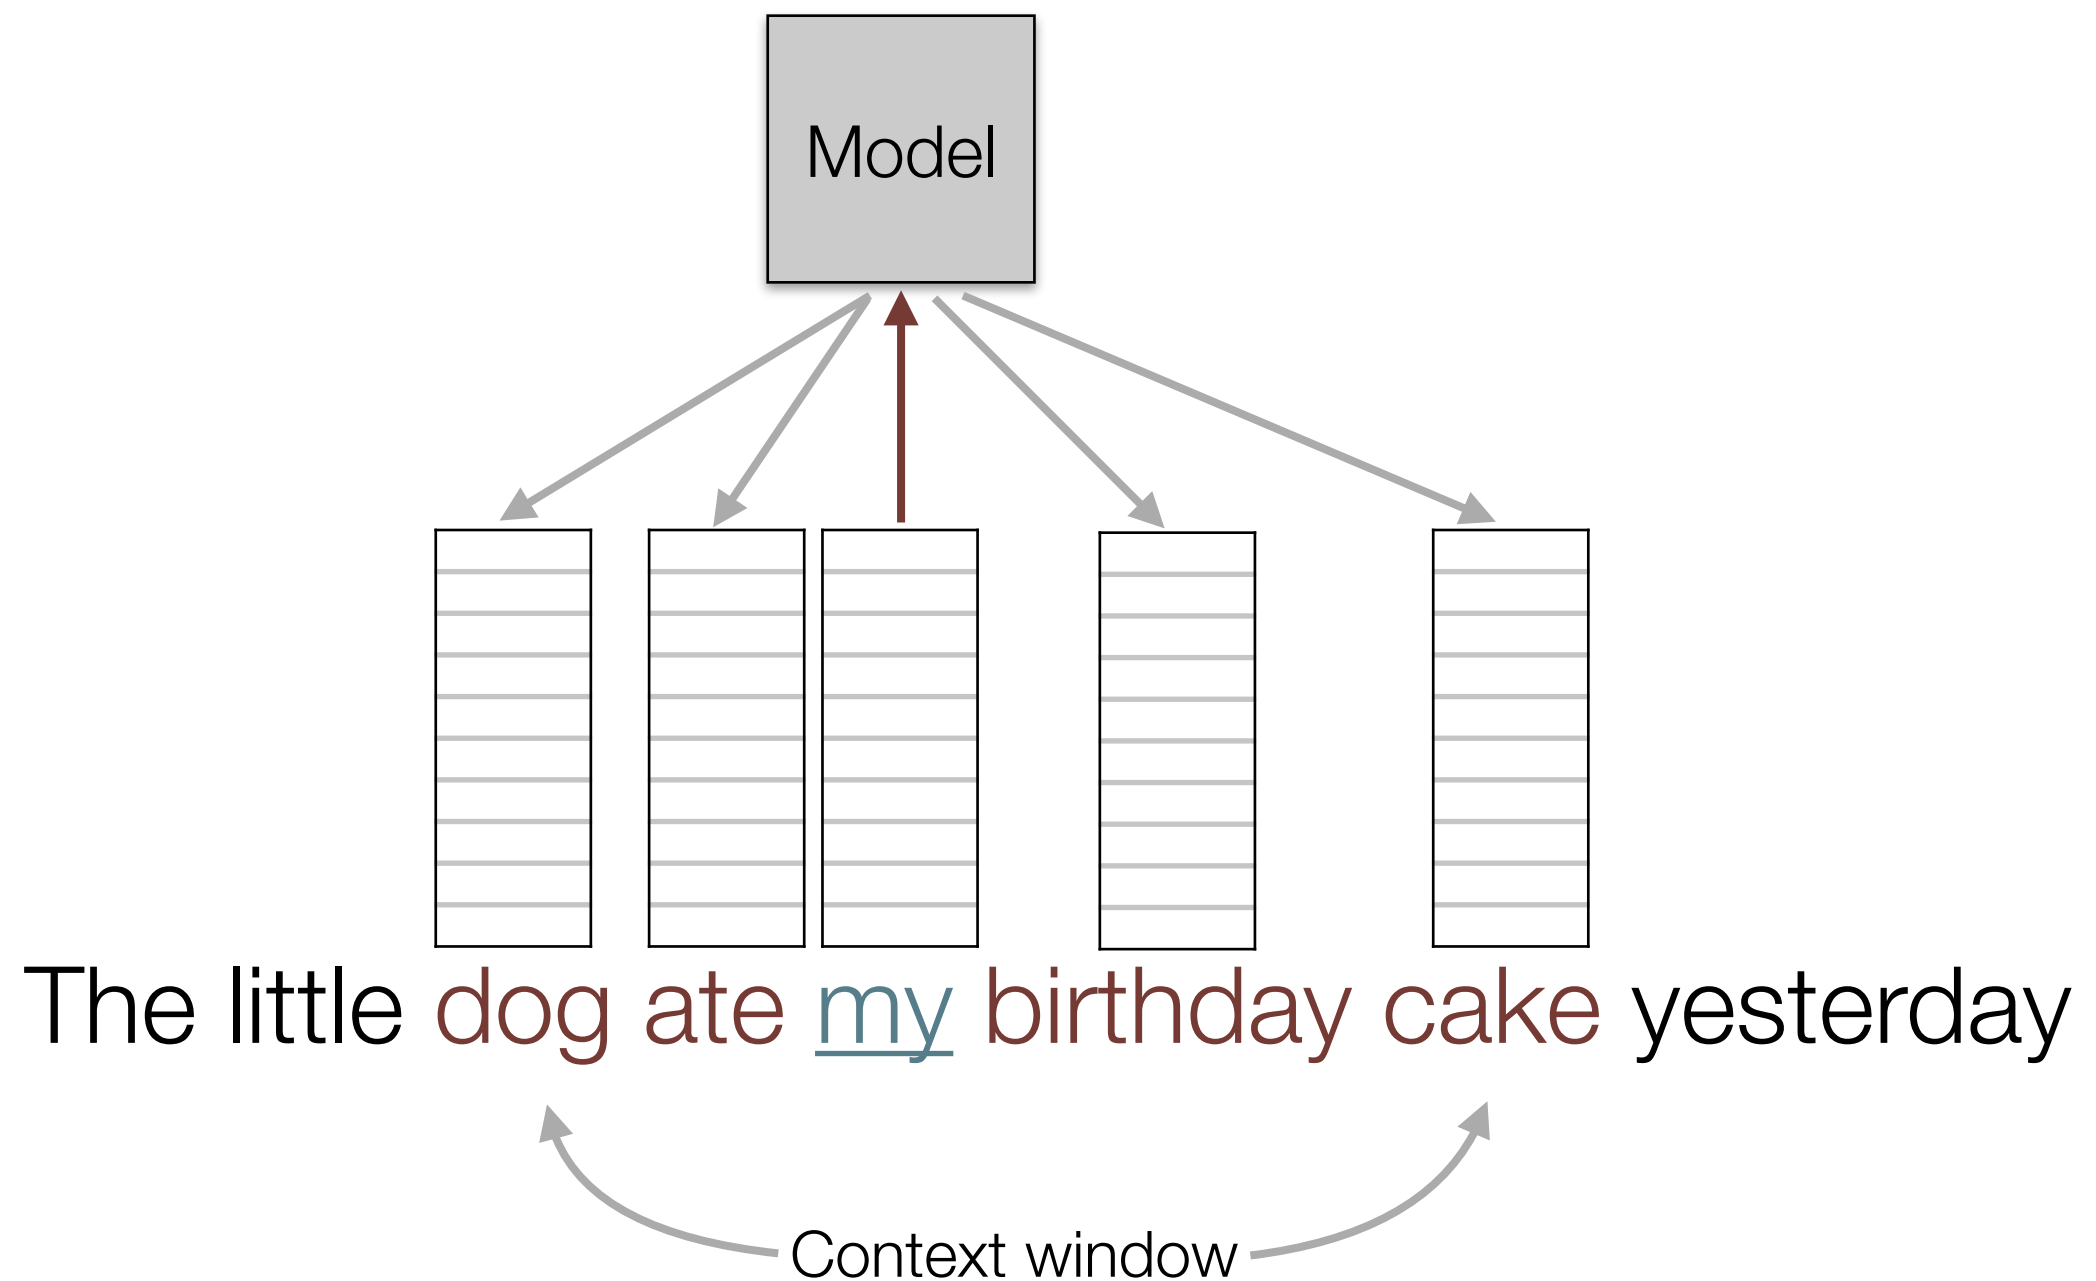 Model
The little dog ate my birthday cake yesterday
Context window